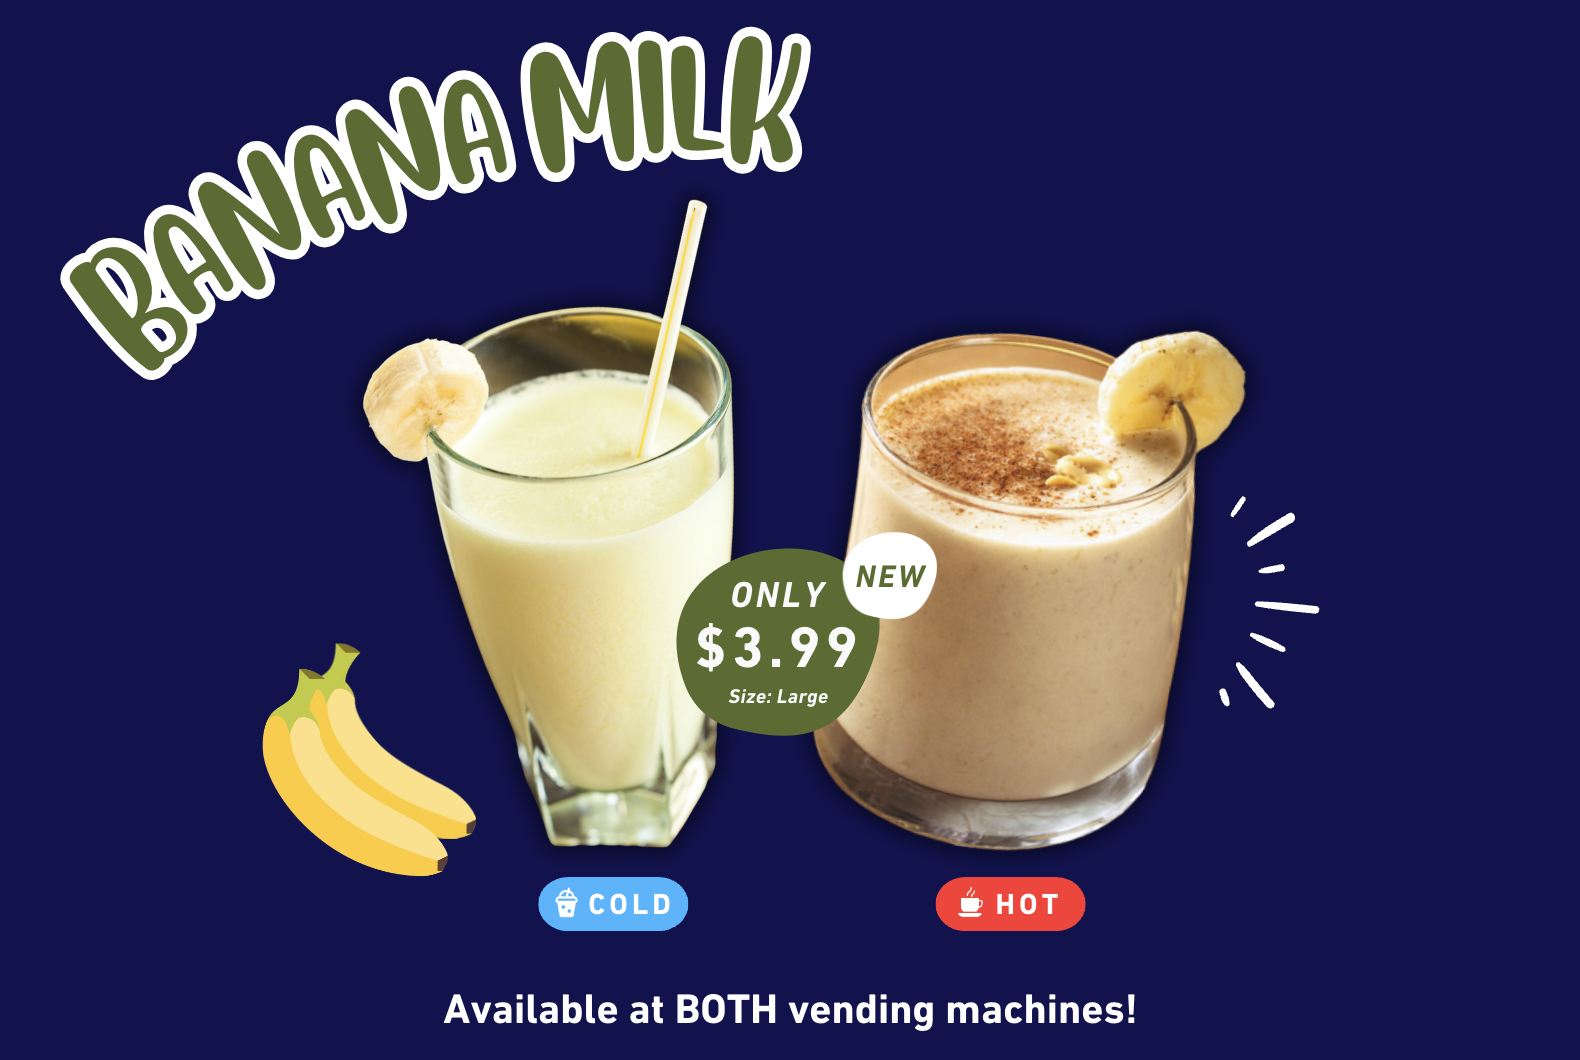 BANANA MILK
ONLY
$3.99
Size: Large
NEW
COLD
HOT
Available at BOTH vending machines!